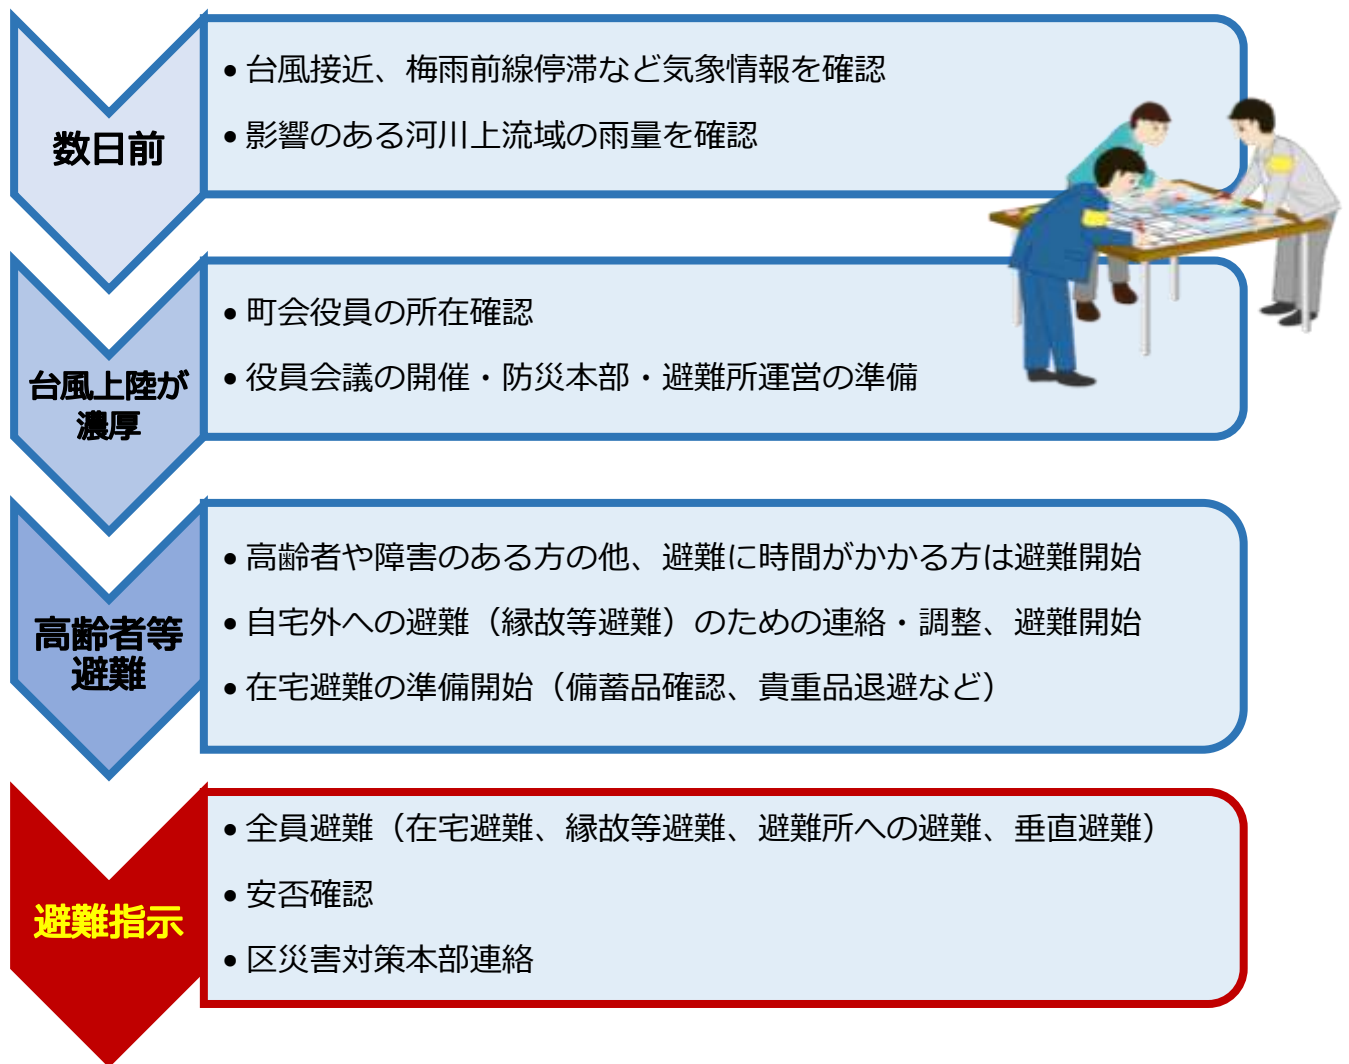 数日前
• 台風接近、梅雨前線停滞など気象情報を確認
• 影響のある河川上流域の雨量を確認
台風上陸が
濃厚
• 町会役員の所在確認
• 役員会議の開催・防災本部・避難所運営の準備
高齢者等
避難
• 高齢者や障害のある方の他、避難に時間がかかる方は避難開始
• 自宅外への避難（縁故等避難）のための連絡・調整、避難開始
• 在宅避難の準備開始（備蓄品確認、貴重品退避など）
避難指示
• 全員避難（在宅避難、縁故等避難、避難所への避難、垂直避難）
• 安否確認
• 区災害対策本部連絡